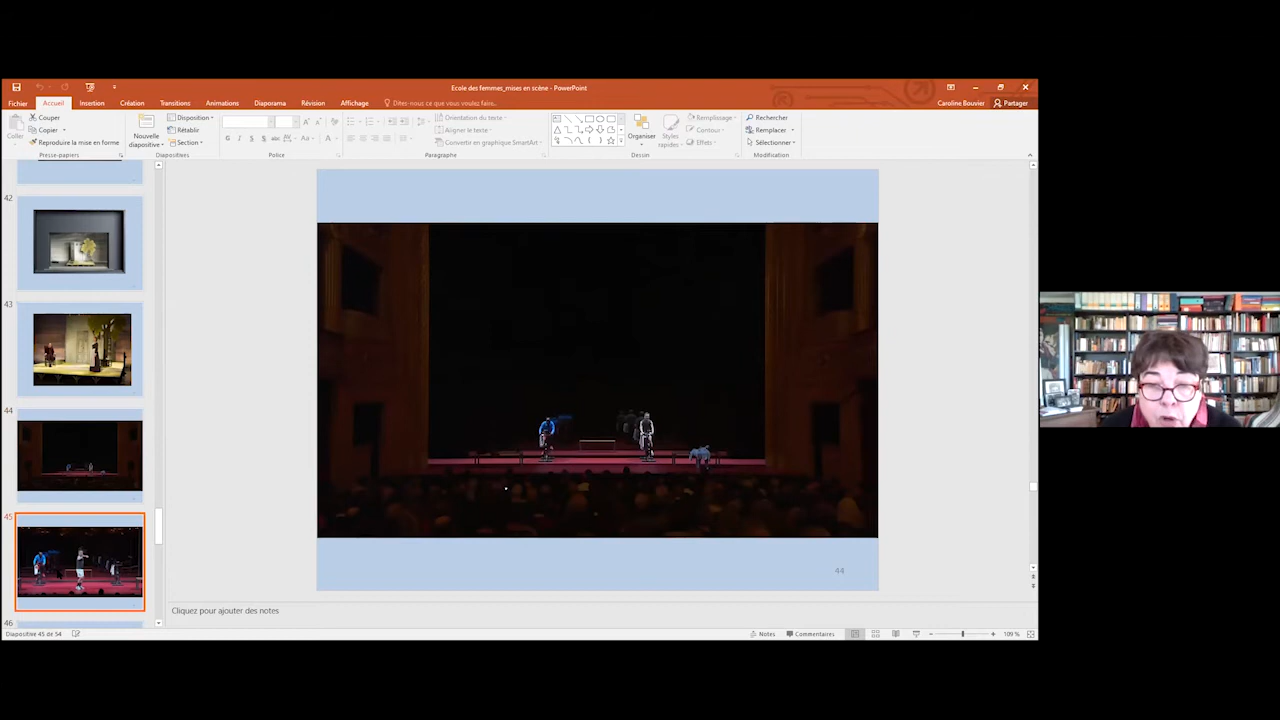 Ecole des femmes_mises en scène - PowerPoint
Fichier Accueil Insertion Création Transitions Animations Diaporama Révision Affichage Dites-nous ce que vous voulez faire... Caroline Bouvier Partager
Coller
Couper
Copier
Reproduire la mise en forme
Presse-papiers
Nouvelle diapositive
Disposition
Rétablir
Section
Diapositives
G I S S abc AV Aa A
Police
Orientation du texte
Aligner le texte
Convertir en graphique SmartArt
Paragraphe
Organiser
Styles rapides
Remplissage
Contour
Effets
Dessin
Rechercher
Remplacer
Sélectionner
Modification
42
43
44
45
46
44
Cliquez pour ajouter des notes
Diapositive 45 de 54
Notes Commentaires 109 %